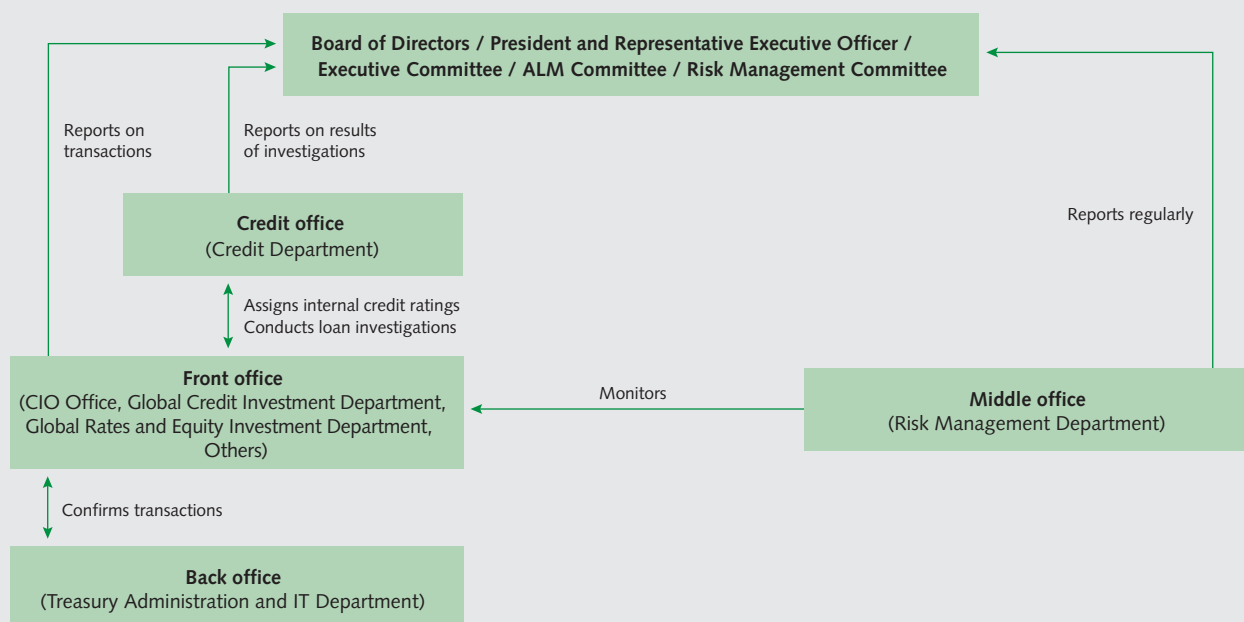 Board of Directors / President and Representative Executive Officer /
Executive Committee / ALM Committee / Risk Management Committee
Reports on
transactions
Reports on results
of investigations
Reports regularly
Credit office
(Credit Department)
Assigns internal credit ratings
Conducts loan investigations
Front office
(CIO Office, Global Credit Investment Department,
Global Rates and Equity Investment Department,
Others)
Monitors
Middle office
(Risk Management Department)
Confirms transactions
Back office
(Treasury Administration and IT Department)